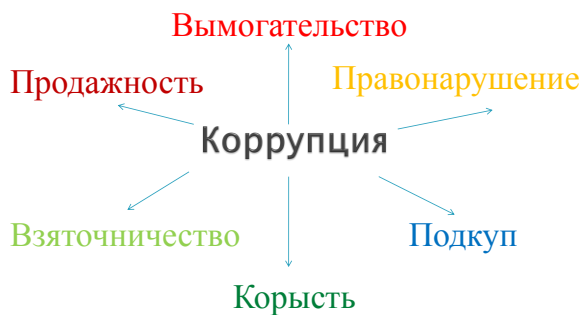 Вымогательство
Продажность
Правонарушение
Коррупция
Взяточничество
Подкуп
Корысть